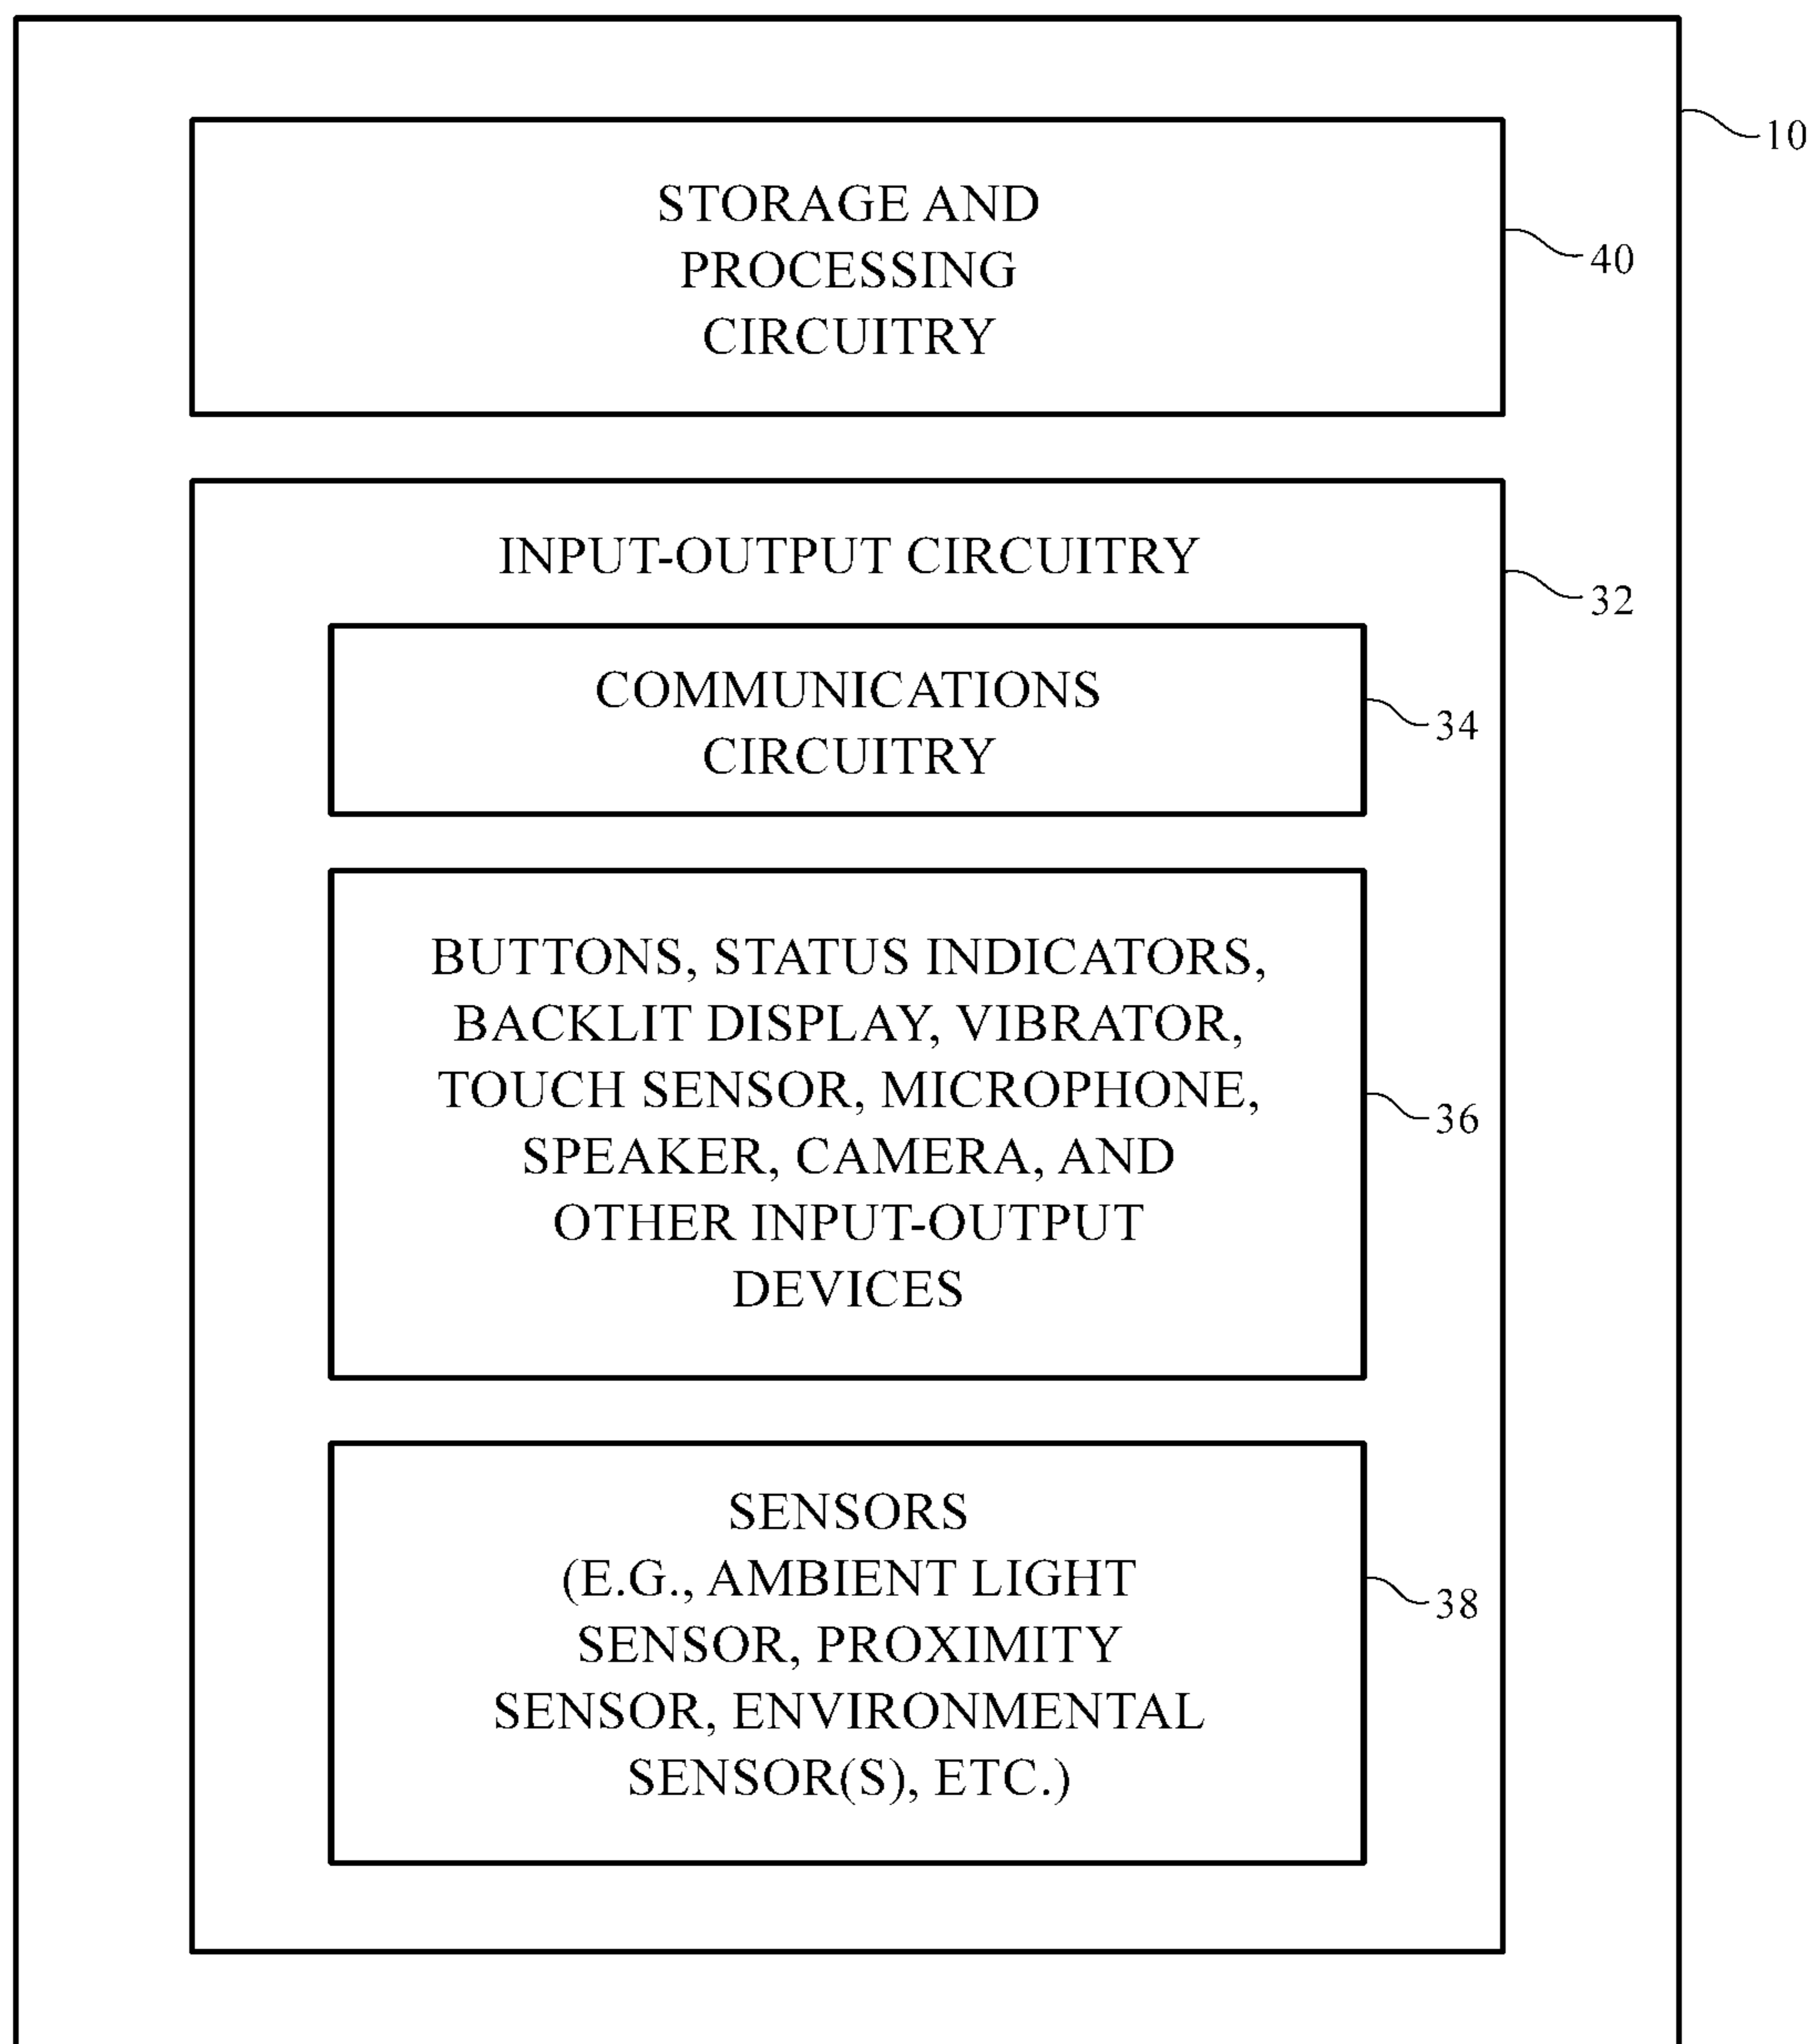 10
STORAGE AND
PROCESSING
CIRCUITRY
40
INPUT-OUTPUT CIRCUITRY
32
COMMUNICATIONS
CIRCUITRY
34
BUTTONS, STATUS INDICATORS,
BACKLIT DISPLAY, VIBRATOR,
TOUCH SENSOR, MICROPHONE,
SPEAKER, CAMERA, AND
OTHER INPUT-OUTPUT
DEVICES
36
SENSORS
(E.G., AMBIENT LIGHT
SENSOR, PROXIMITY
SENSOR, ENVIRONMENTAL
SENSOR(S), ETC.)
38